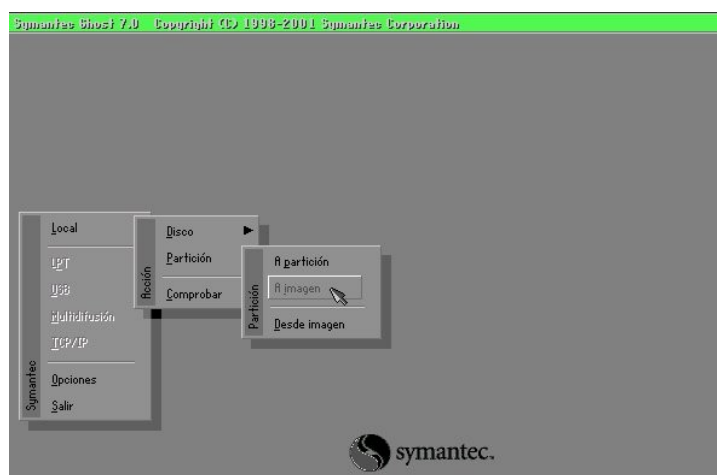 Symantec Ghost 7.0 Copyright (C) 1998-2001 Symantec Corporation
Symantec
Local
LPT
USB
Multidifusión
TCP/IP
Opciones
Salir
Acción
Disco
Partición
Comprobar
Partición
A partición
A imagen
Desde imagen
symantec.